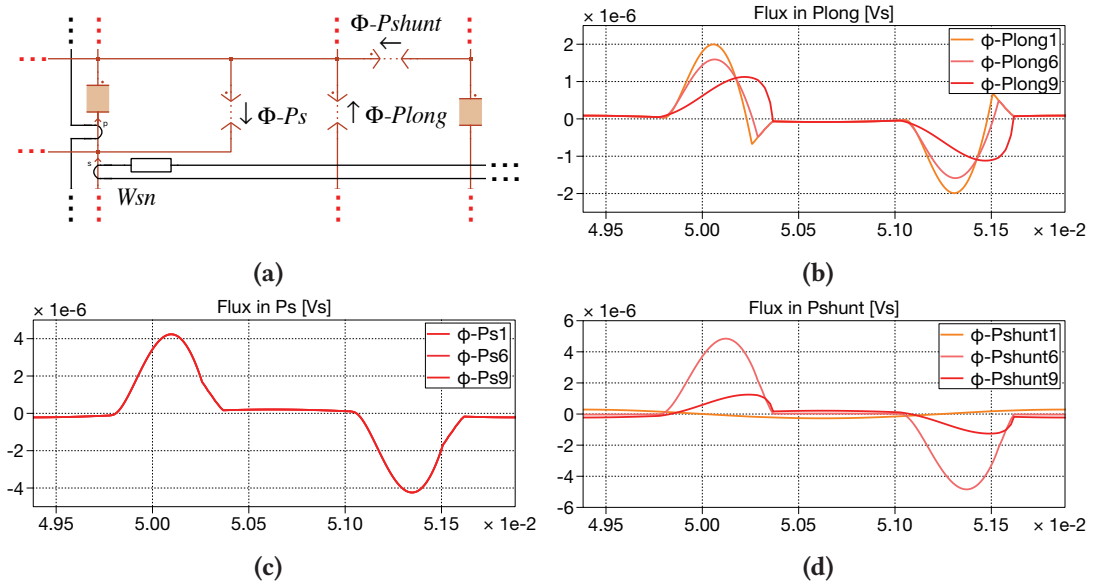 Φ-Pshunt
Φ-Ps
Φ-Plong
p
s
Wsn
(a)
× 1e-6
Flux in Plong [Vs]
ϕ-Plong1
ϕ-Plong6
ϕ-Plong9
2
1
0
-1
-2
4.95 5.00 5.05 5.10 5.15 × 1e-2
(b)
× 1e-6
Flux in Ps [Vs]
ϕ-Ps1
ϕ-Ps6
ϕ-Ps9
4
2
0
-2
-4
4.95 5.00 5.05 5.10 5.15 × 1e-2
(c)
× 1e-6
Flux in Pshunt [Vs]
ϕ-Pshunt1
ϕ-Pshunt6
ϕ-Pshunt9
6
4
2
0
-2
-4
-6
4.95 5.00 5.05 5.10 5.15 × 1e-2
(d)